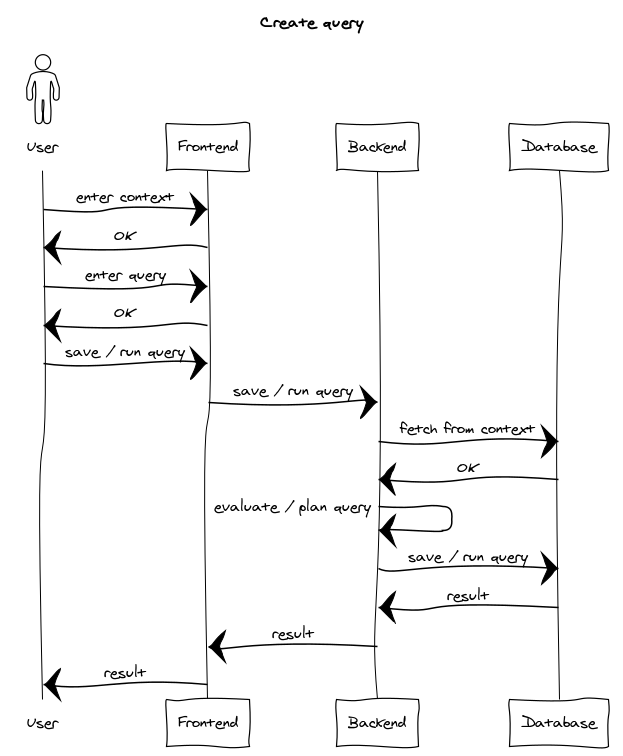 Create query
User
Frontend
Backend
Database
enter context
OK
enter query
OK
save / run query
save / run query
fetch from context
OK
evaluate / plan query
save / run query
result
result
result
User
Frontend
Backend
Database